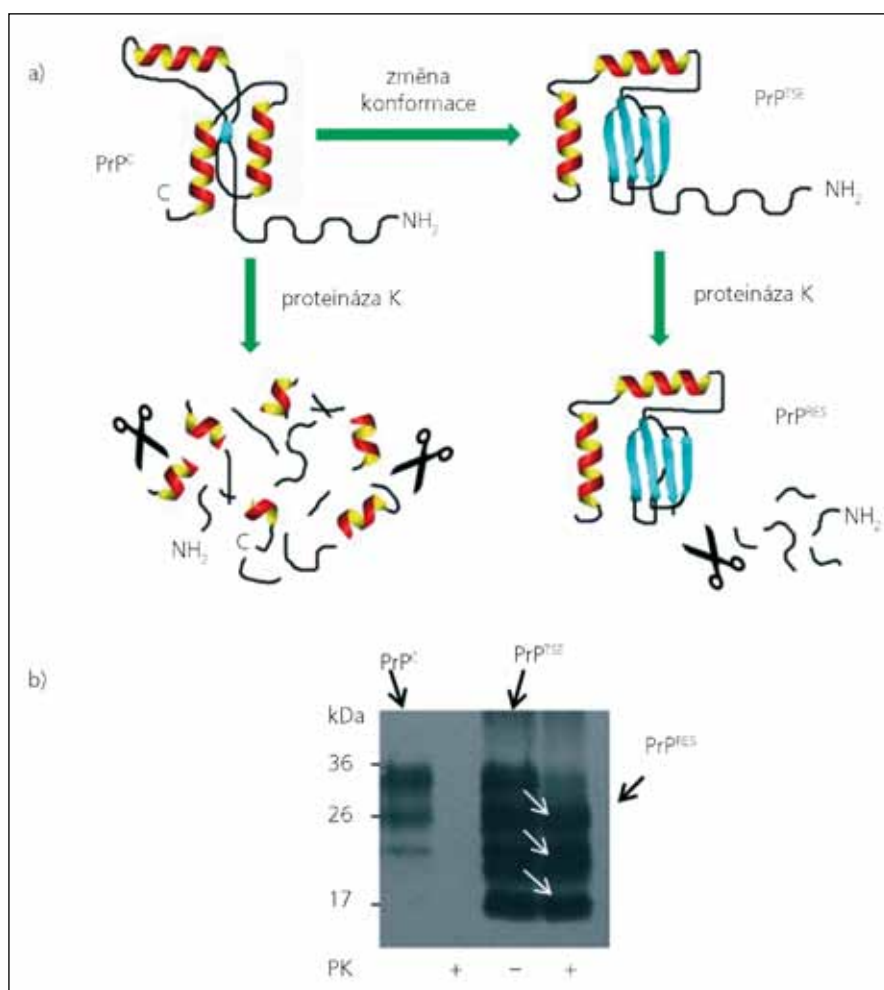 a)
změna
konformace
PrP^TSE
PrP^C
C
NH₂
NH₂
proteináza K
proteináza K
PrP^RES
NH₂
C
NH₂
b)
PrP^C
PrP^TSE
kDa
PrP^RES
36
26
17
PK + – +